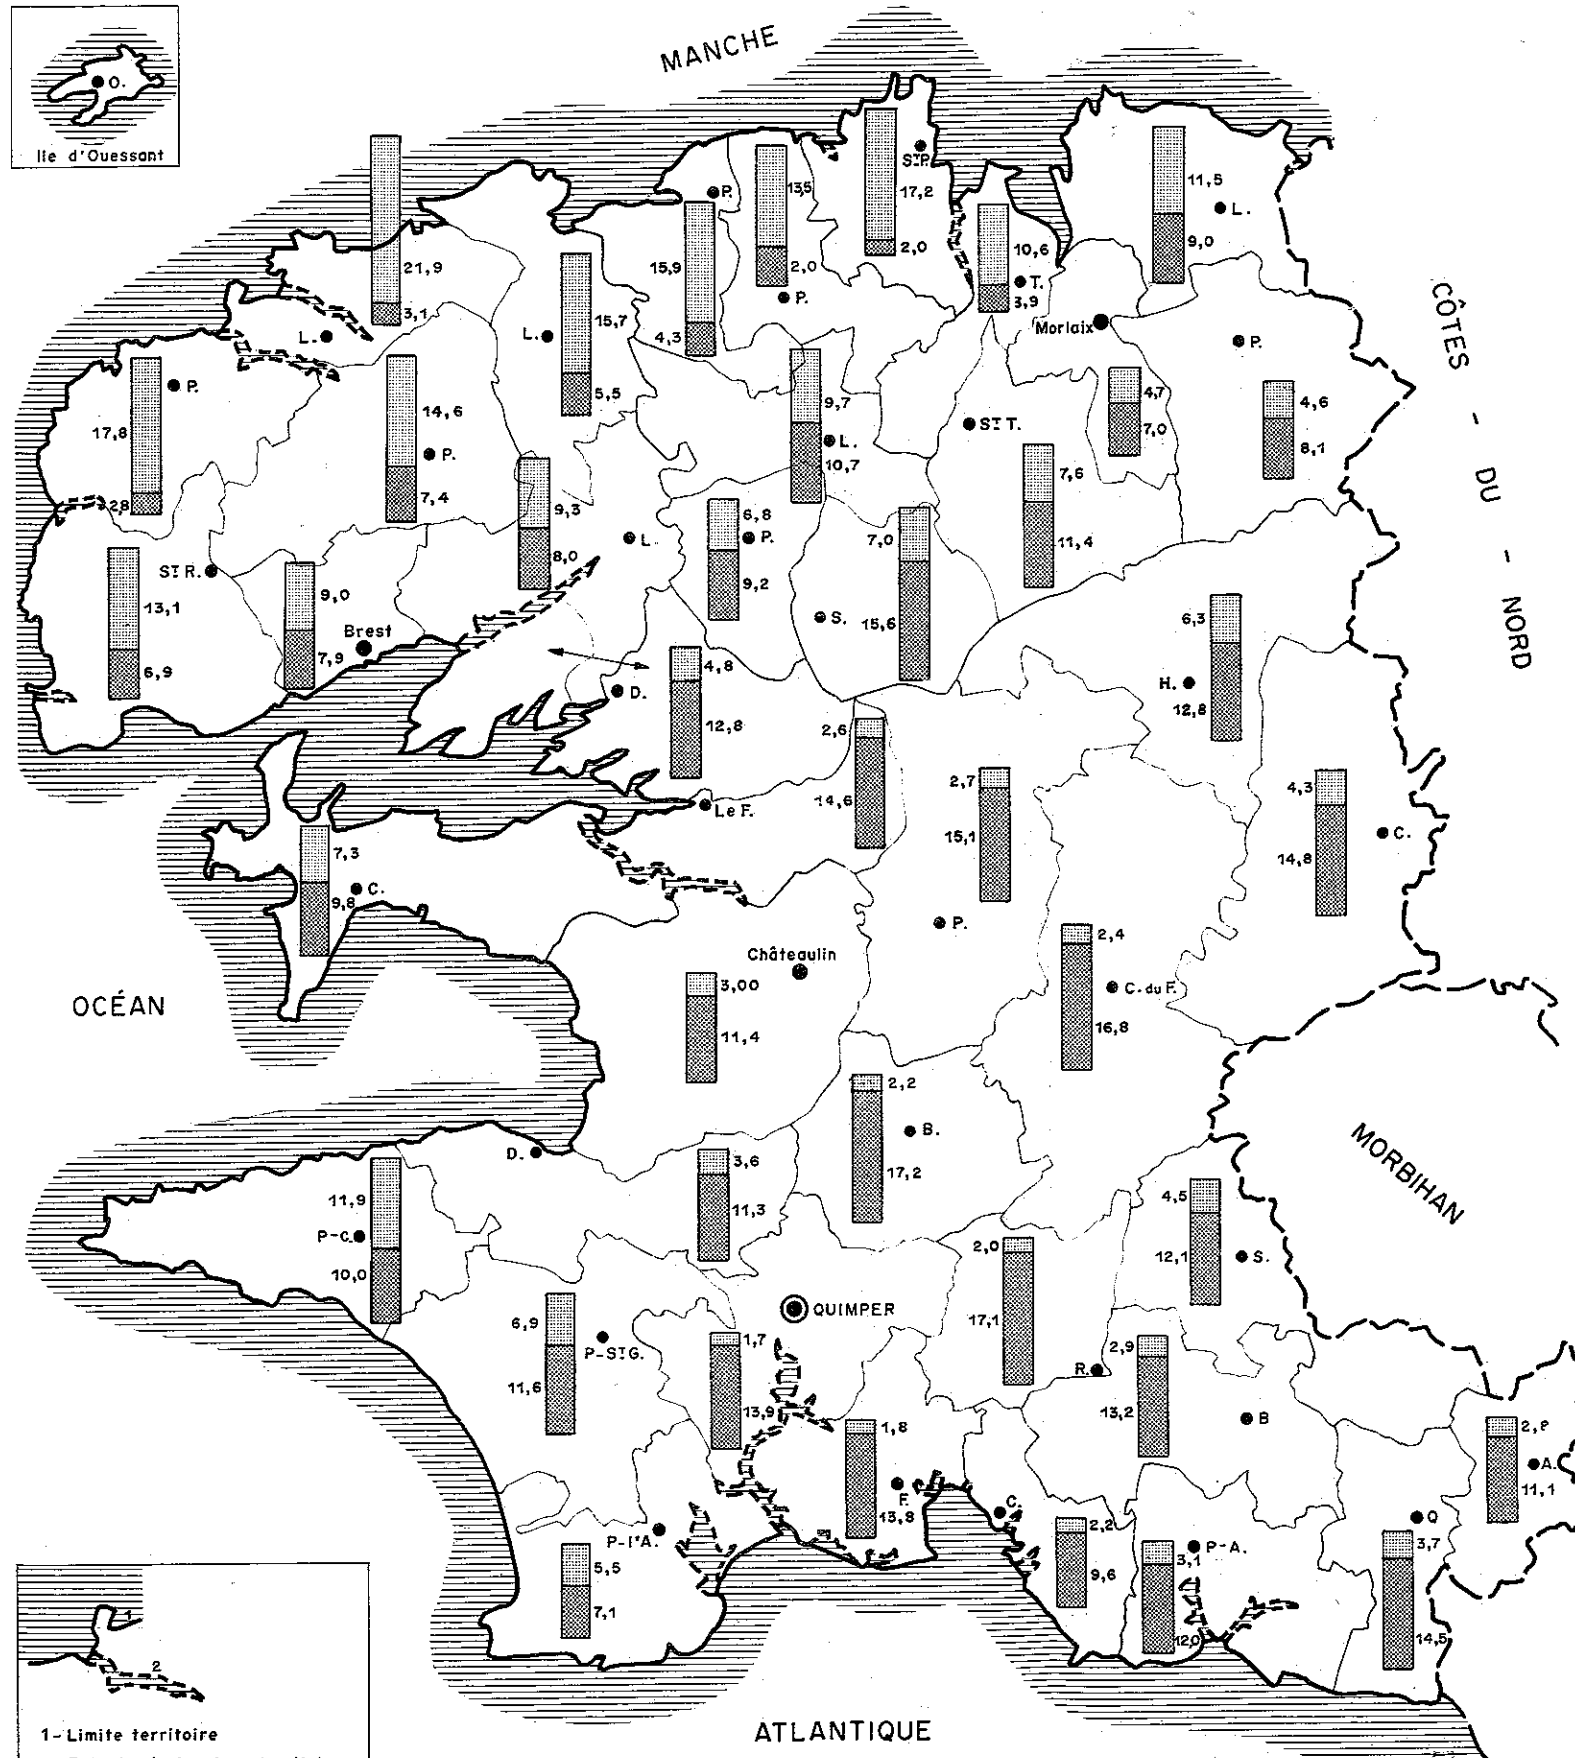 MANCHE
O.
Ile d'Ouessant
ST P.
17,2
2,0
P.
13,5
2,0
P.
11,5
L.
9,0
21,9
3,1
L.
15,9
4,3
P.
10,6
T.
3,9
L.
15,7
5,5
Morlaix
P.
CÔTES - DU - NORD
P.
17,8
2,8
14,6
P.
7,4
9,7
L.
10,7
4,7
7,0
4,6
8,1
ST T.
7,6
11,4
9,3
8,0
L.
6,8
P.
9,2
7,0
S.
15,6
ST R.
13,1
6,9
9,0
7,9
Brest
6,3
H.
12,8
4,8
D.
12,8
2,6
14,6
2,7
15,1
P.
4,3
C.
14,8
Le F.
7,3
C.
9,8
Châteaulin
2,4
C. du F.
16,8
OCÉAN
3,00
11,4
2,2
B.
17,2
MORBIHAN
D.
3,6
11,3
11,9
P-C.
10,0
4,5
12,1
S.
2,0
17,1
QUIMPER
6,9
P-ST G.
11,6
1,7
13,9
2,9
R.
13,2
B
1,8
F.
13,8
2,8
A.
11,1
C.
2,2
9,6
P-A.
3,1
12,0
Q
3,7
14,5
P-l'A.
5,5
7,1
1
2
1- Limite territoire
ATLANTIQUE